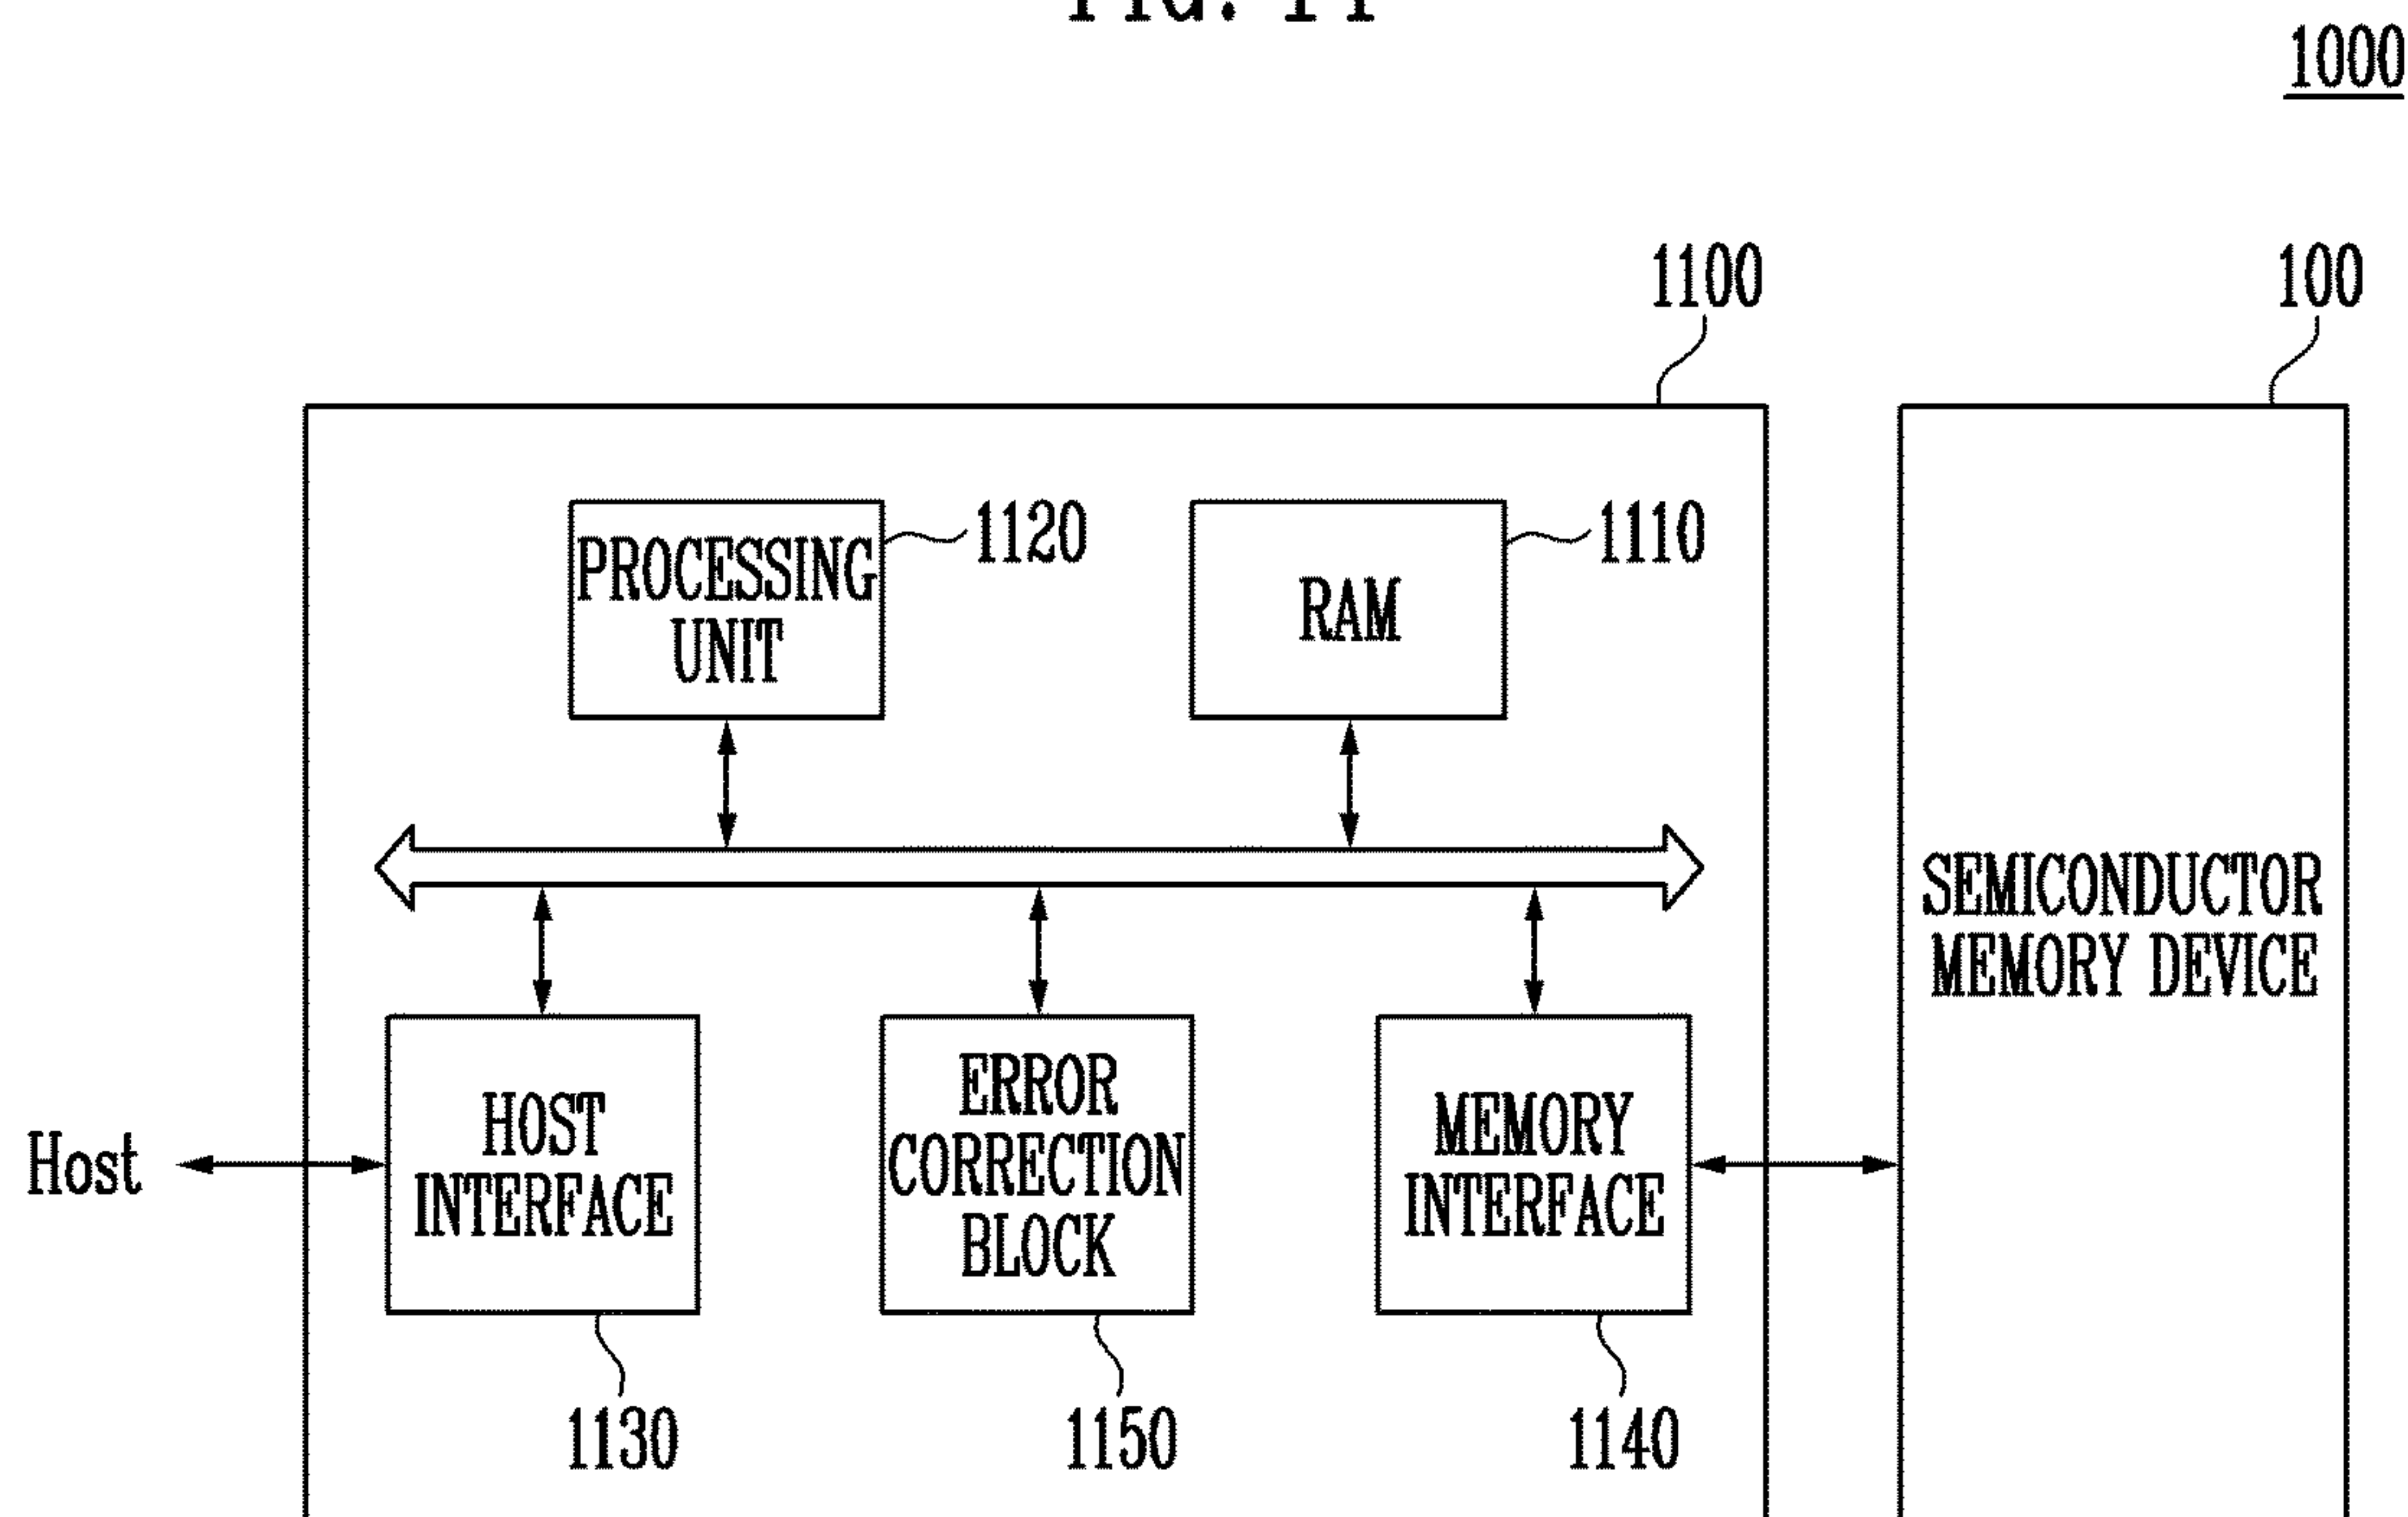 1000
1100
100
PROCESSING
UNIT
1120
RAM
1110
SEMICONDUCTOR
MEMORY DEVICE
Host
HOST
INTERFACE
ERROR
CORRECTION
BLOCK
MEMORY
INTERFACE
1130
1150
1140